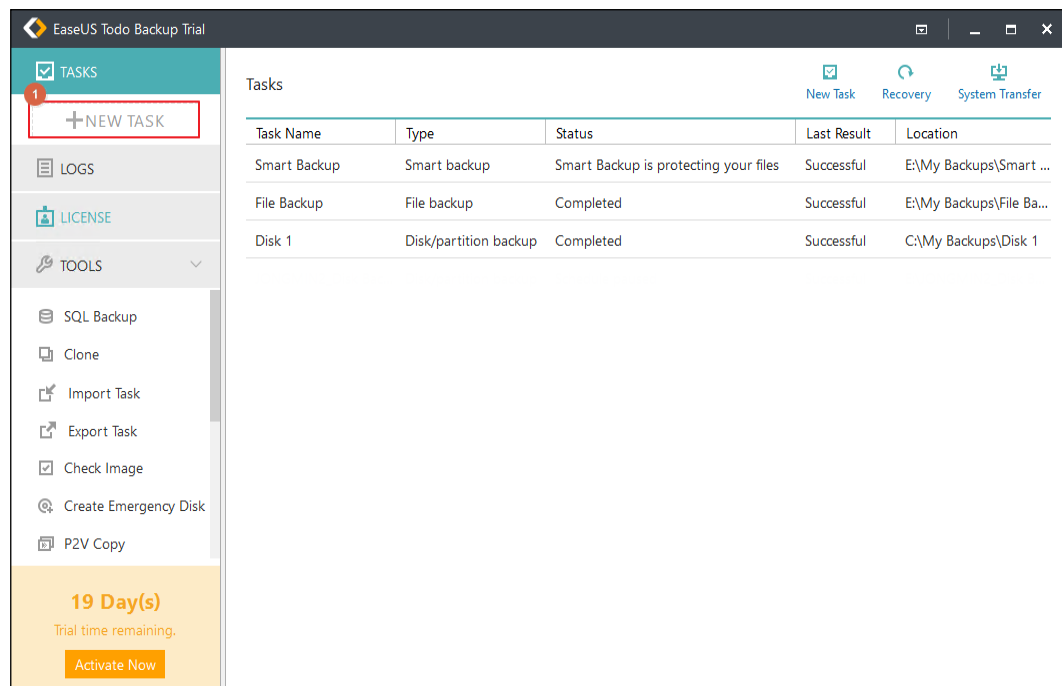 EaseUS Todo Backup Trial
TASKS
1
NEW TASK
LOGS
LICENSE
TOOLS
SQL Backup
Clone
Import Task
Export Task
Check Image
Create Emergency Disk
P2V Copy
19 Day(s)
Trial time remaining.
Activate Now
Tasks
New Task Recovery System Transfer
Task Name Type Status Last Result Location
Smart Backup Smart backup Smart Backup is protecting your files Successful E:\My Backups\Smart ...
File Backup File backup Completed Successful E:\My Backups\File Ba...
Disk 1 Disk/partition backup Completed Successful C:\My Backups\Disk 1